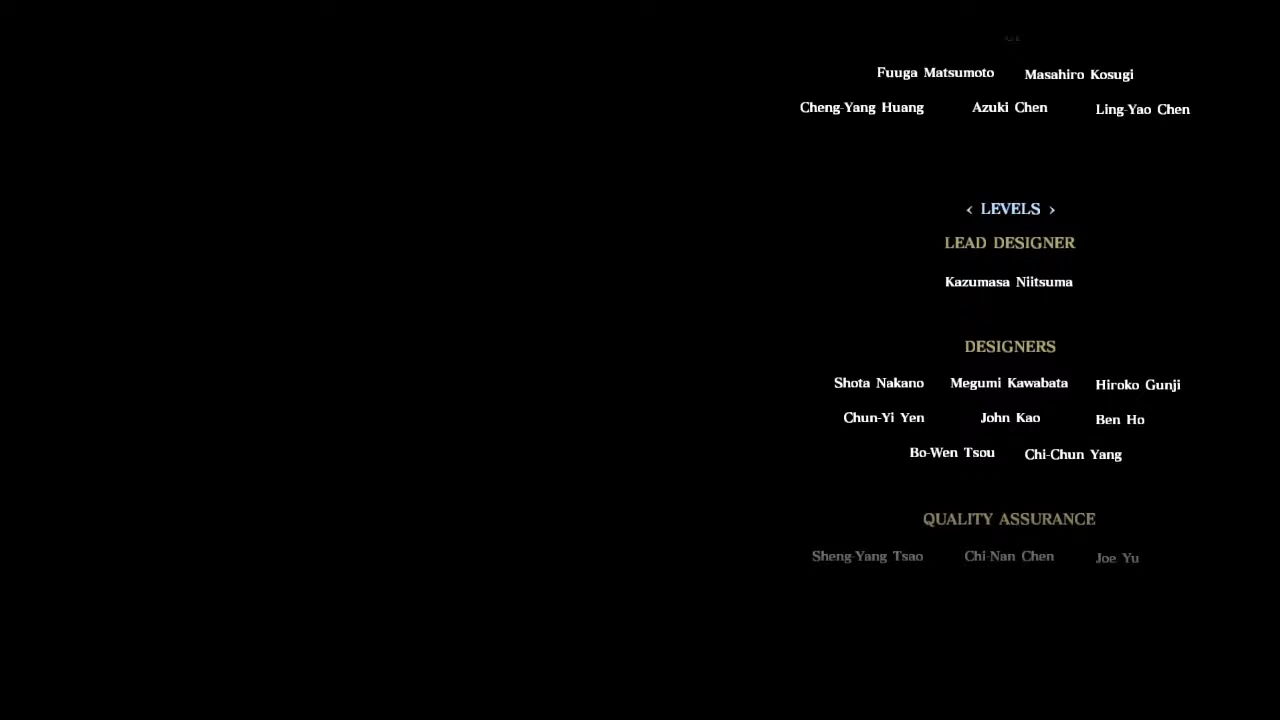 Fuuga Matsumoto Masahiro Kosugi
Cheng-Yang Huang Azuki Chen Ling-Yao Chen
‹ LEVELS ›
LEAD DESIGNER
Kazumasa Niitsuma
DESIGNERS
Shota Nakano Megumi Kawabata Hiroko Gunji
Chun-Yi Yen John Kao Ben Ho
Bo-Wen Tsou Chi-Chun Yang
QUALITY ASSURANCE
Sheng-Yang Tsao Chi-Nan Chen Joe Yu